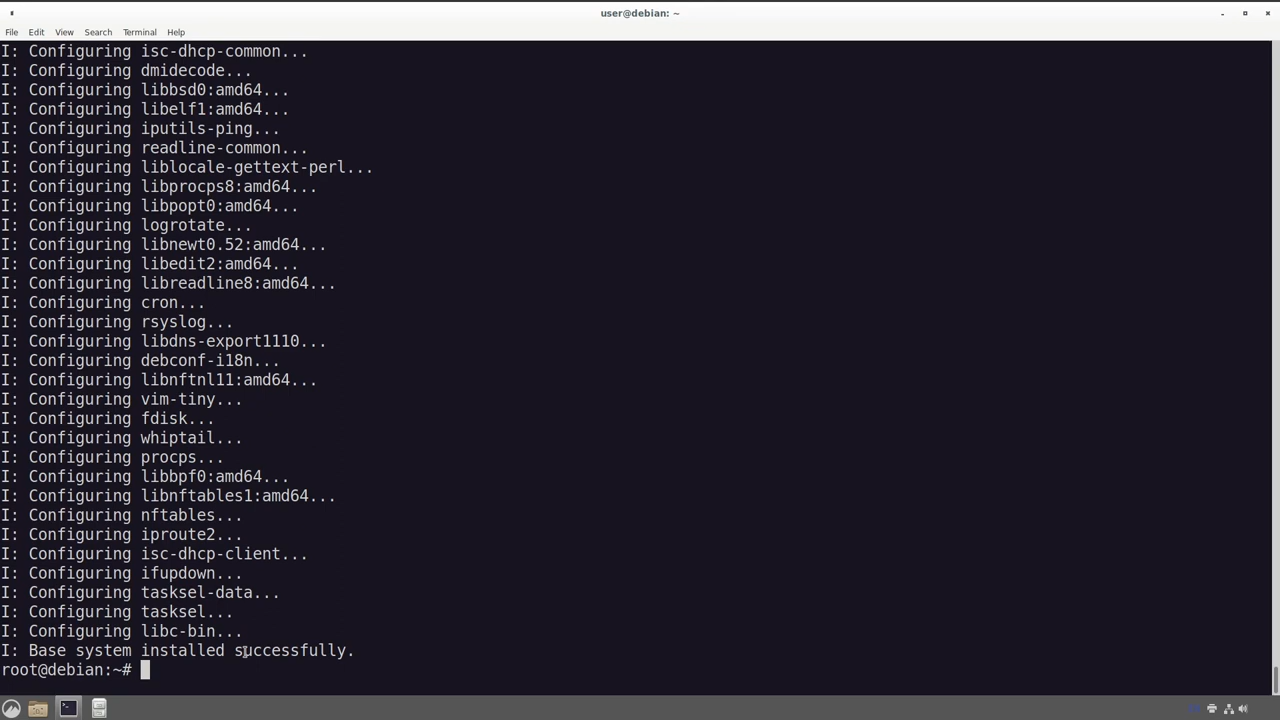 user@debian: ~
File Edit View Search Terminal Help
I: Configuring isc-dhcp-common...
I: Configuring dmidecode...
I: Configuring libbsd0:amd64...
I: Configuring libelf1:amd64...
I: Configuring iputils-ping...
I: Configuring readline-common...
I: Configuring liblocale-gettext-perl...
I: Configuring libprocps8:amd64...
I: Configuring libpopt0:amd64...
I: Configuring logrotate...
I: Configuring libnewt0.52:amd64...
I: Configuring libedit2:amd64...
I: Configuring libreadline8:amd64...
I: Configuring cron...
I: Configuring rsyslog...
I: Configuring libdns-export1110...
I: Configuring debconf-i18n...
I: Configuring libnftnl11:amd64...
I: Configuring vim-tiny...
I: Configuring fdisk...
I: Configuring whiptail...
I: Configuring procps...
I: Configuring libbpf0:amd64...
I: Configuring libnftables1:amd64...
I: Configuring nftables...
I: Configuring iproute2...
I: Configuring isc-dhcp-client...
I: Configuring ifupdown...
I: Configuring tasksel-data...
I: Configuring tasksel...
I: Configuring libc-bin...
I: Base system installed successfully.
root@debian:~#